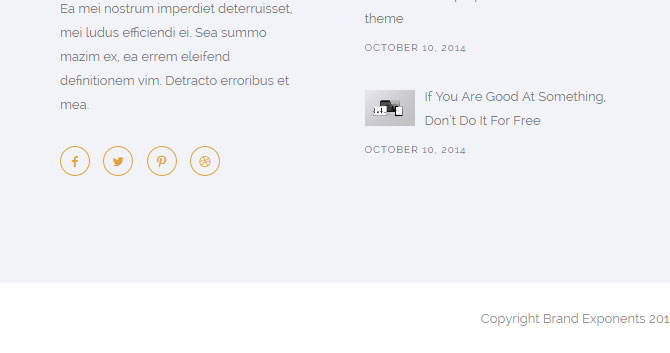 Ea mei nostrum imperdiet deterruisset,
mei ludus efficiendi ei. Sea summo
mazim ex, ea errem eleifend
definitionem vim. Detracto erroribus et
mea.
theme
OCTOBER 10, 2014
If You Are Good At Something,
Don't Do It For Free
OCTOBER 10, 2014
Copyright Brand Exponents 201